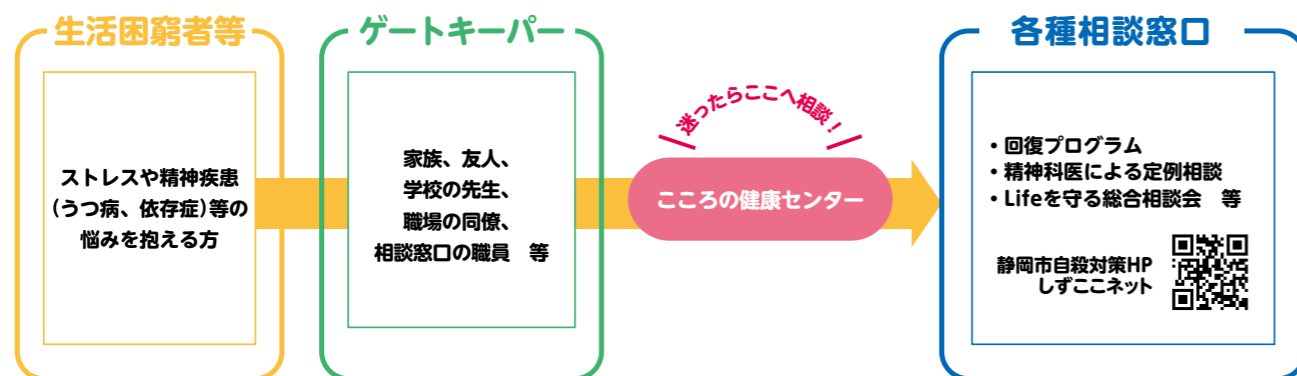 生活困窮者等
ストレスや精神疾患
(うつ病、依存症)等の
悩みを抱える方
ゲートキーパー
家族、友人、
学校の先生、
職場の同僚、
相談窓口の職員　等
迷ったらここへ相談！
こころの健康センター
各種相談窓口
・回復プログラム
・精神科医による定例相談
・Lifeを守る総合相談会　等
静岡市自殺対策HP
しずここネット